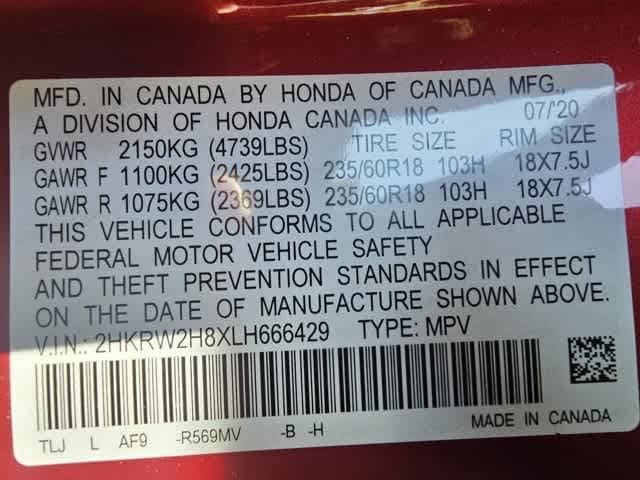 MFD. IN CANADA BY HONDA OF CANADA MFG.,
A DIVISION OF HONDA CANADA INC. 07/'20
GVWR 2150KG (4739LBS) TIRE SIZE RIM SIZE
GAWR F 1100KG (2425LBS) 235/60R18 103H 18X7.5J
GAWR R 1075KG (2369LBS) 235/60R18 103H 18X7.5J
THIS VEHICLE CONFORMS TO ALL APPLICABLE
FEDERAL MOTOR VEHICLE SAFETY
AND THEFT PREVENTION STANDARDS IN EFFECT
ON THE DATE OF MANUFACTURE SHOWN ABOVE.
V.I.N.: 2HKRW2H8XLH666429 TYPE: MPV
TLJ L AF9 -R569MV -B -H MADE IN CANADA